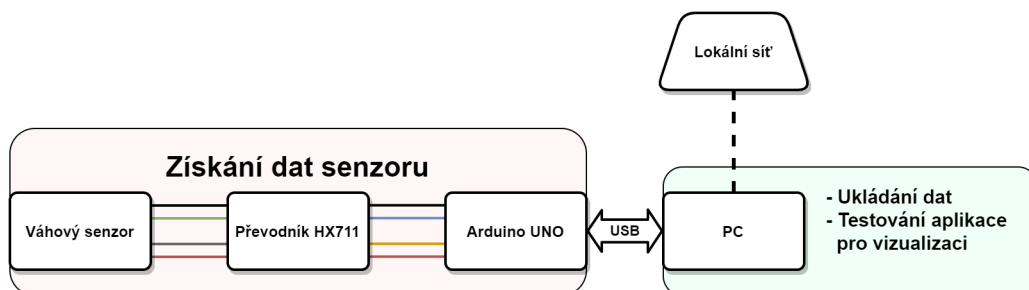 Lokální síť
Získání dat senzoru
Váhový senzor
Převodník HX711
Arduino UNO
USB
PC
- Ukládání dat
- Testování aplikace
pro vizualizaci